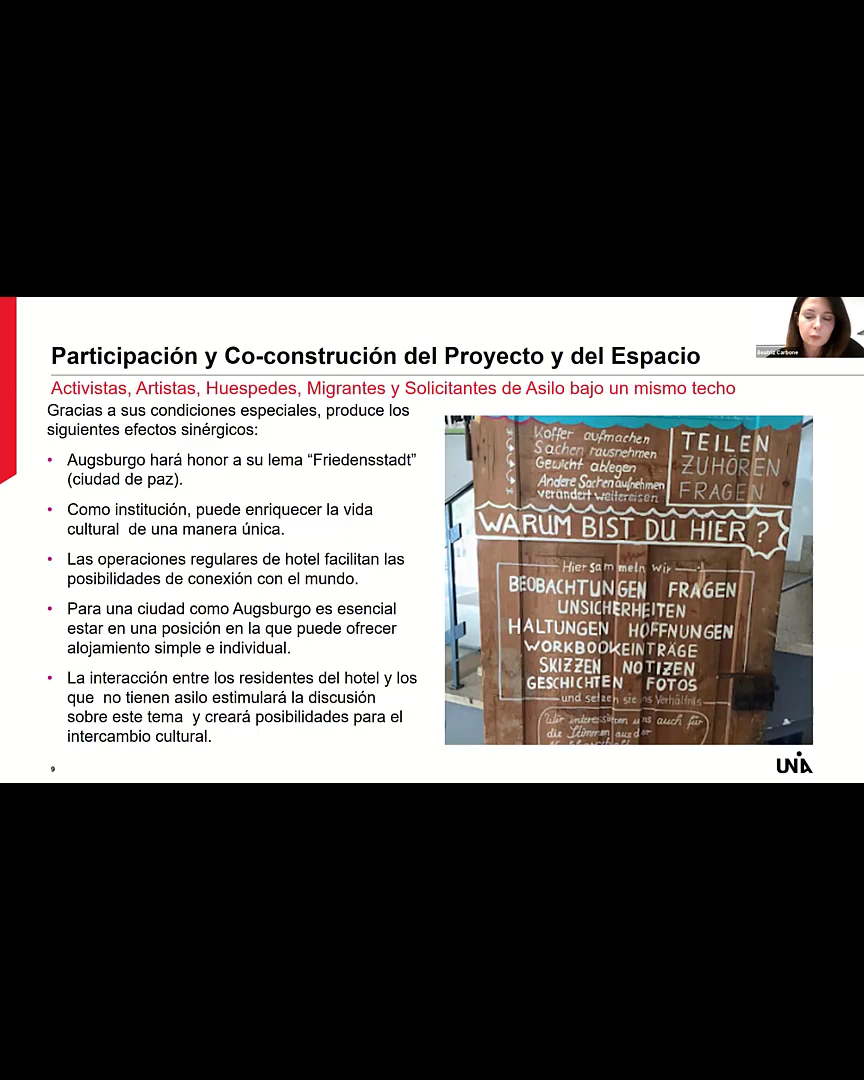 Beatriz Carbone
Participación y Co-construción del Proyecto y del Espacio
Activistas, Artistas, Huespedes, Migrantes y Solicitantes de Asilo bajo un mismo techo
Gracias a sus condiciones especiales, produce los
siguientes efectos sinérgicos:
• Augsburgo hará honor a su lema “Friedensstadt”
(ciudad de paz).
• Como institución, puede enriquecer la vida
cultural de una manera única.
• Las operaciones regulares de hotel facilitan las
posibilidades de conexión con el mundo.
• Para una ciudad como Augsburgo es esencial
estar en una posición en la que puede ofrecer
alojamiento simple e individual.
• La interacción entre los residentes del hotel y los
que no tienen asilo estimulará la discusión
sobre este tema y creará posibilidades para el
intercambio cultural.
Koffer aufmachen
Sachen rausnehmen
Gewicht ablegen
Andere Sachen aufnehmen
verändert weitereisen
TEILEN
ZUHÖREN
FRAGEN
WARUM BIST DU HIER?
Hier sammeln wir
BEOBACHTUNGEN FRAGEN
UNSICHERHEITEN
HALTUNGEN HOFFNUNGEN
WORKBOOKEINTRÄGE
SKIZZEN NOTIZEN
GESCHICHTEN FOTOS
und setzen sie ins Verhältnis
Wir interessieren uns auch für
die Stimmen aus der
9
UNIA